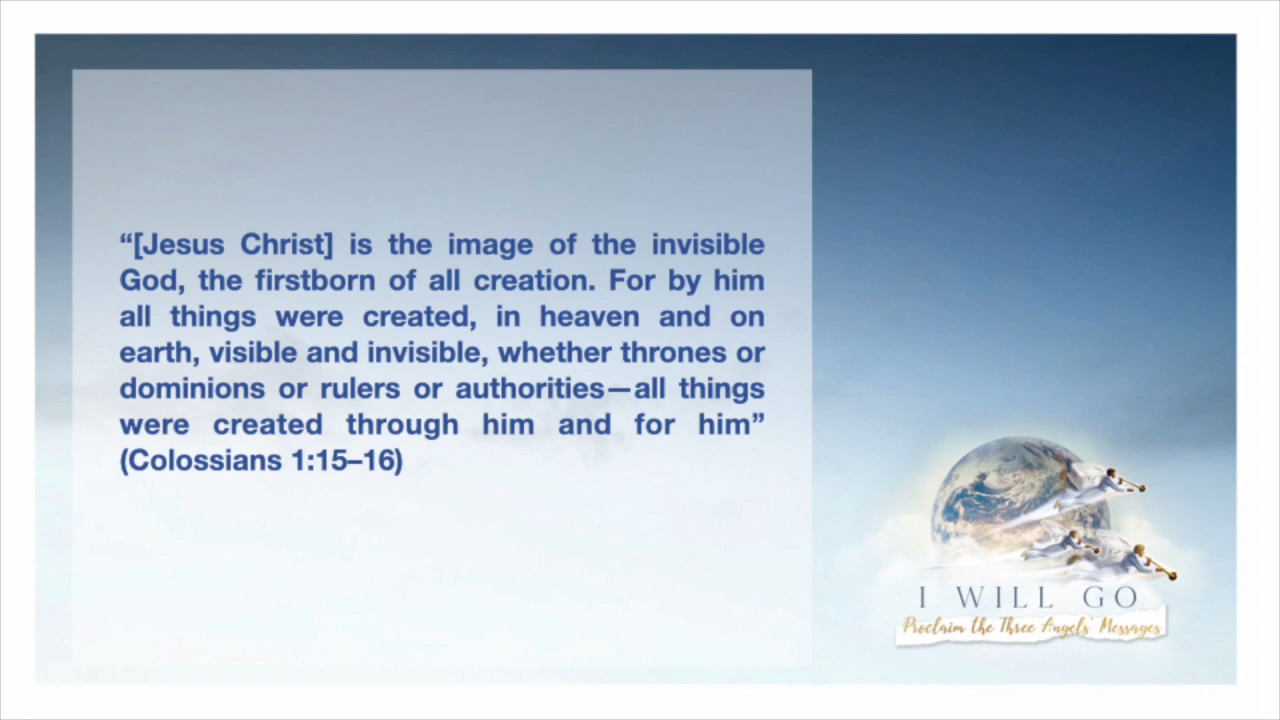 “[Jesus Christ] is the image of the invisible
God, the firstborn of all creation. For by him
all things were created, in heaven and on
earth, visible and invisible, whether thrones or
dominions or rulers or authorities—all things
were created through him and for him”
(Colossians 1:15–16)
I WILL GO
Proclaim the Three Angels' Messages